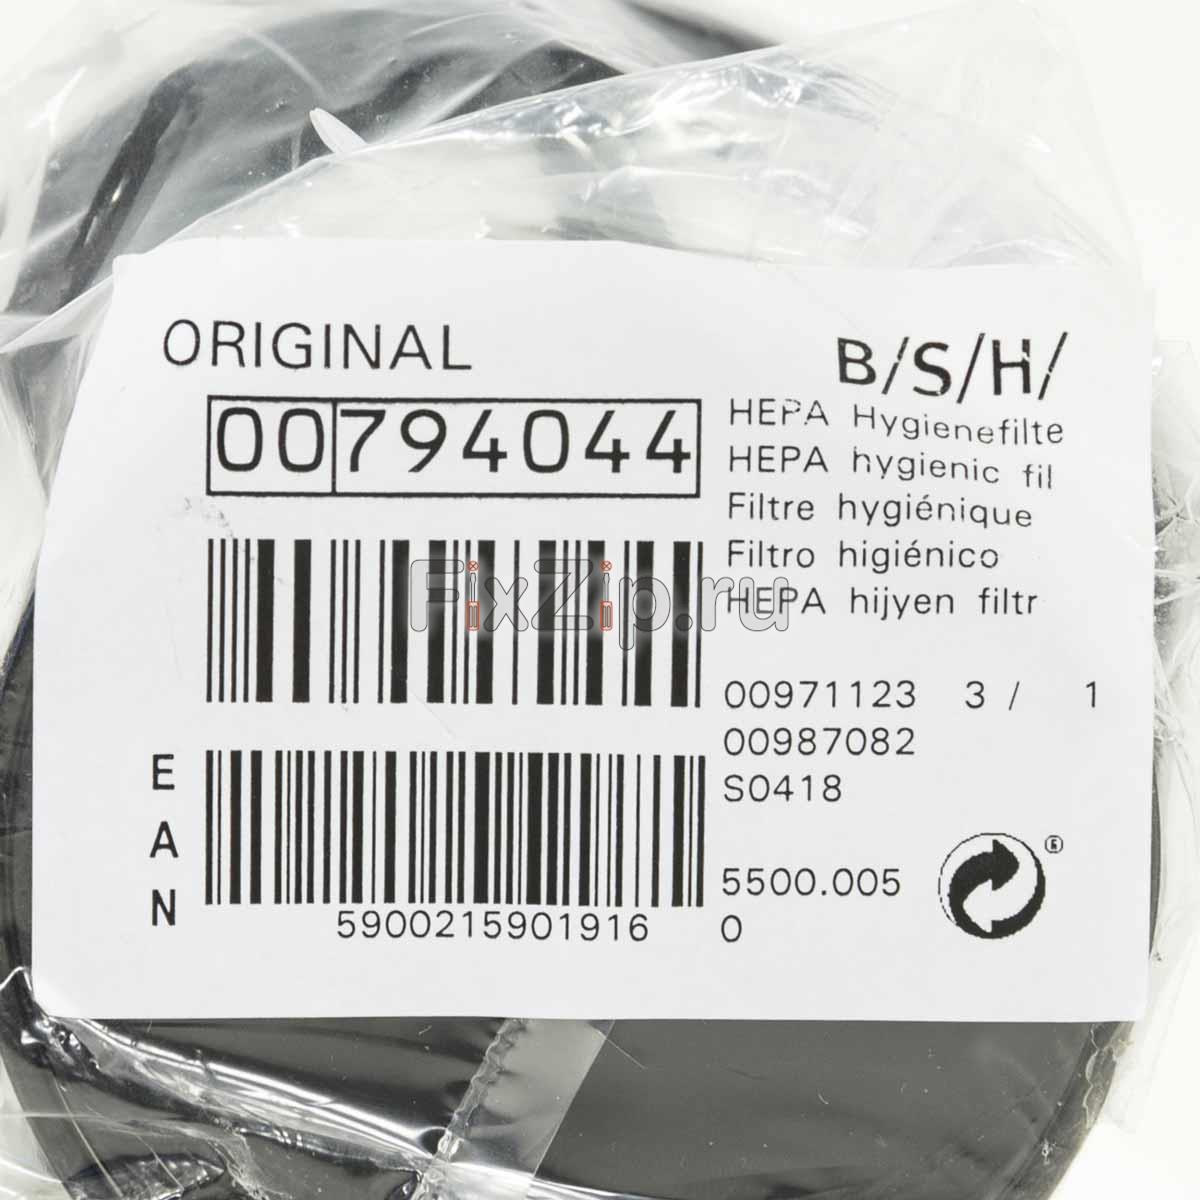 ORIGINAL
B/S/H/
00794044
HEPA Hygienefilte
HEPA hygienic fil
Filtre hygiénique
Filtro higiénico
HEPA hijyen filtr
FixZip.ru
00971123 3 / 1
00987082
S0418
EAN
5900215901916
5500.005
0